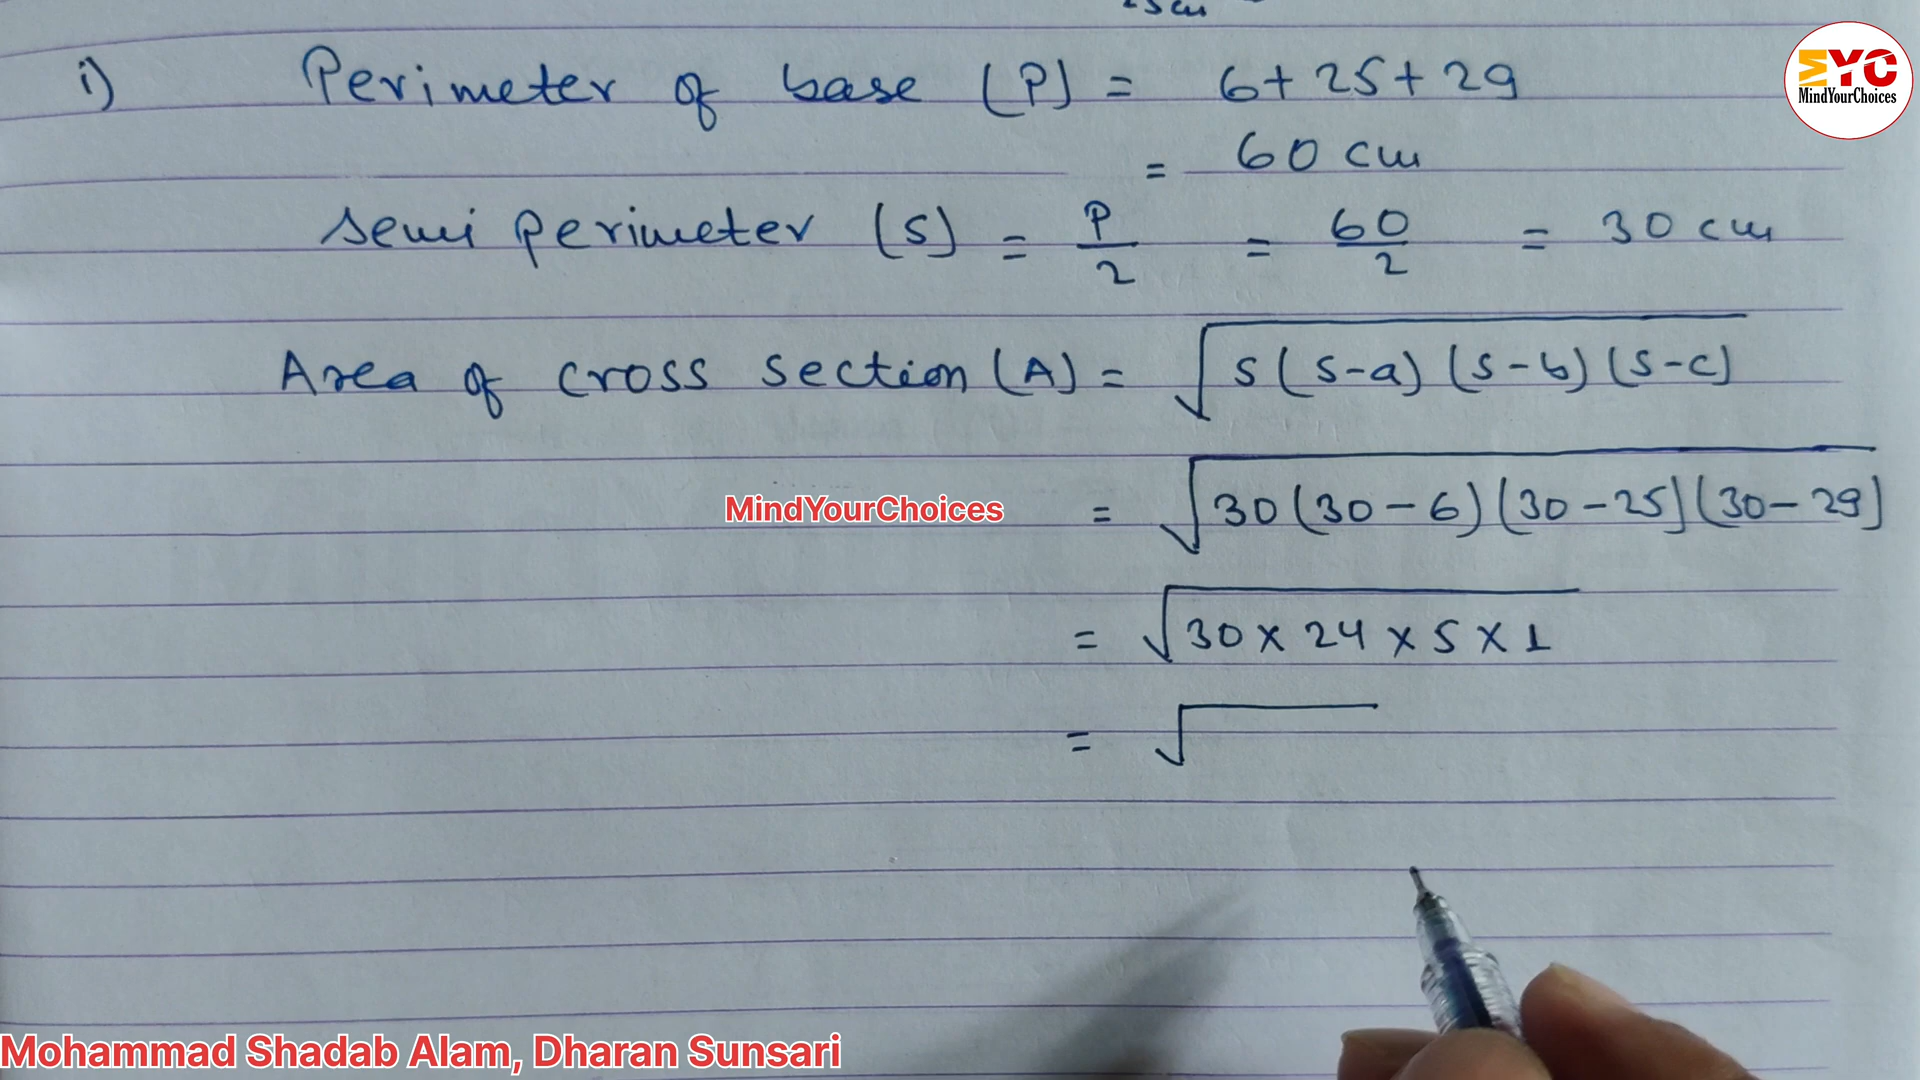 i) Perimeter of base (P) = 6+25+29
= 60 cm
Semi perimeter (S) = P/2 = 60/2 = 30 cm
Area of cross section (A) = √S(S-a)(S-b)(S-c)
MindYourChoices = √30(30-6)(30-25)(30-29)
= √30×24×5×1
= √
MYC
MindYourChoices
Mohammad Shadab Alam, Dharan Sunsari